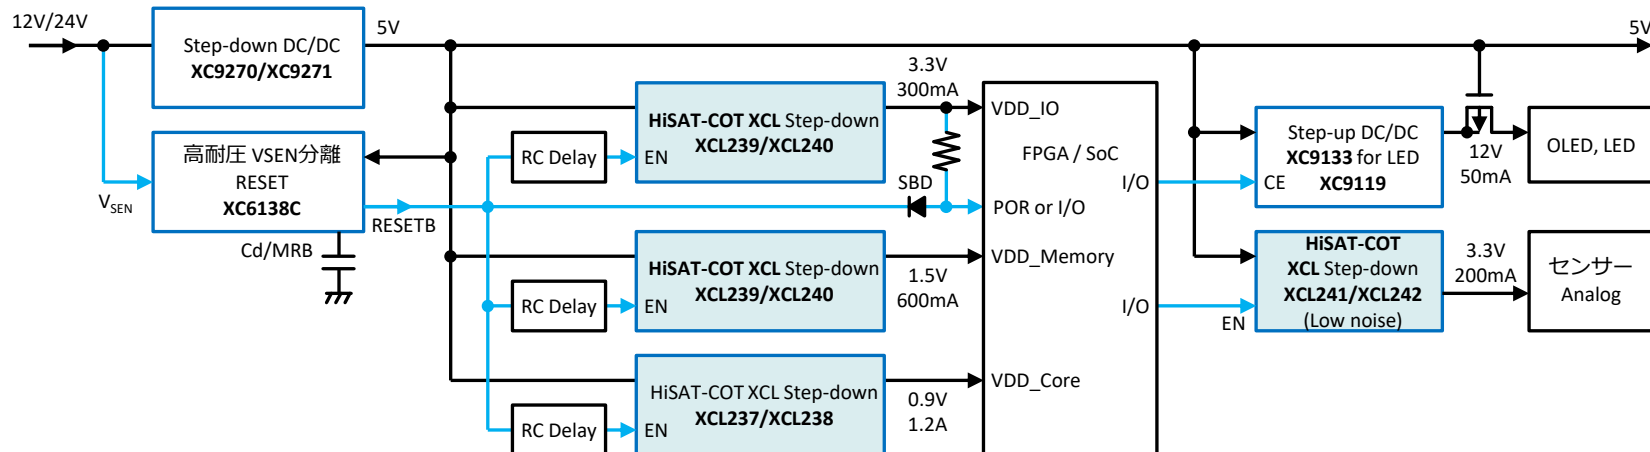 12V/24V
Step-down DC/DC
XC9270/XC9271
5V
高耐圧 VSEN分離
RESET
XC6138C
VSEN
Cd/MRB
RESETB
RC Delay
HiSAT-COT XCL Step-down
XCL239/XCL240
EN
3.3V
300mA
SBD
RC Delay
HiSAT-COT XCL Step-down
XCL239/XCL240
EN
1.5V
600mA
RC Delay
HiSAT-COT XCL Step-down
XCL237/XCL238
EN
0.9V
1.2A
VDD_IO
FPGA / SoC
I/O
POR or I/O
VDD_Memory
I/O
VDD_Core
5V
Step-up DC/DC
XC9133 for LED
XC9119
CE
12V
50mA
OLED, LED
HiSAT-COT
XCL Step-down
XCL241/XCL242
(Low noise)
EN
3.3V
200mA
センサー
Analog